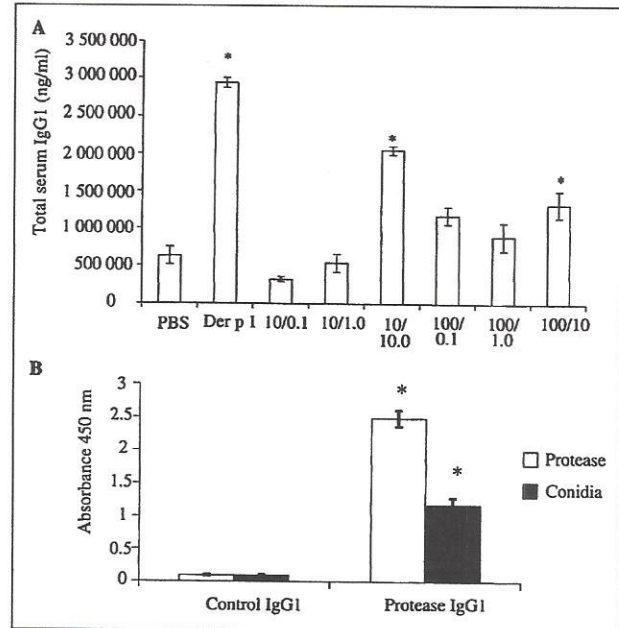 A
Total serum IgG1 (ng/ml)
3 500 000
3 000 000
2 500 000
2 000 000
1 500 000
1 000 000
500 000
0
*
*
*
PBS Der p 1 10/0.1 10/1.0 10/ 100/ 100/ 100/10
10.0 0.1 1.0
B
Absorbance 450 nm
3
2.5
2
1.5
1
0.5
0
*
*
Protease
Conidia
Control IgG1 Protease IgG1